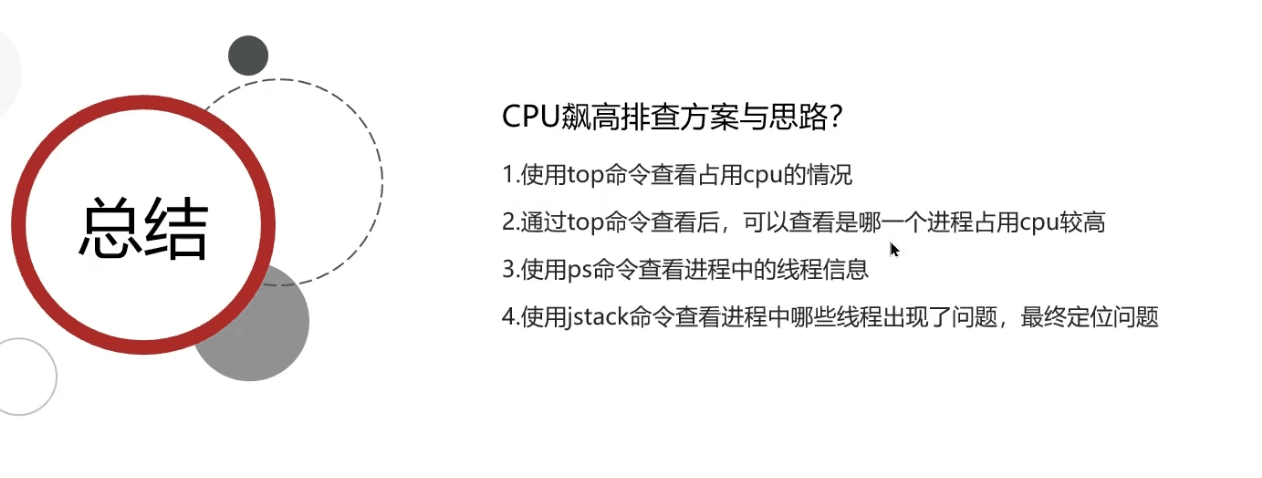 总结
CPU飙高排查方案与思路？
1.使用top命令查看占用cpu的情况
2.通过top命令查看后，可以查看是哪一个进程占用cpu较高
3.使用ps命令查看进程中的线程信息
4.使用jstack命令查看进程中哪些线程出现了问题，最终定位问题